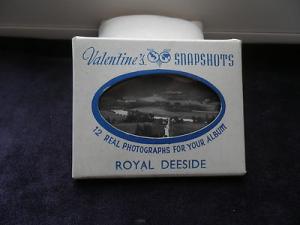 Valentine's SNAPSHOTS
12 REAL PHOTOGRAPHS FOR YOUR ALBUM
ROYAL DEESIDE